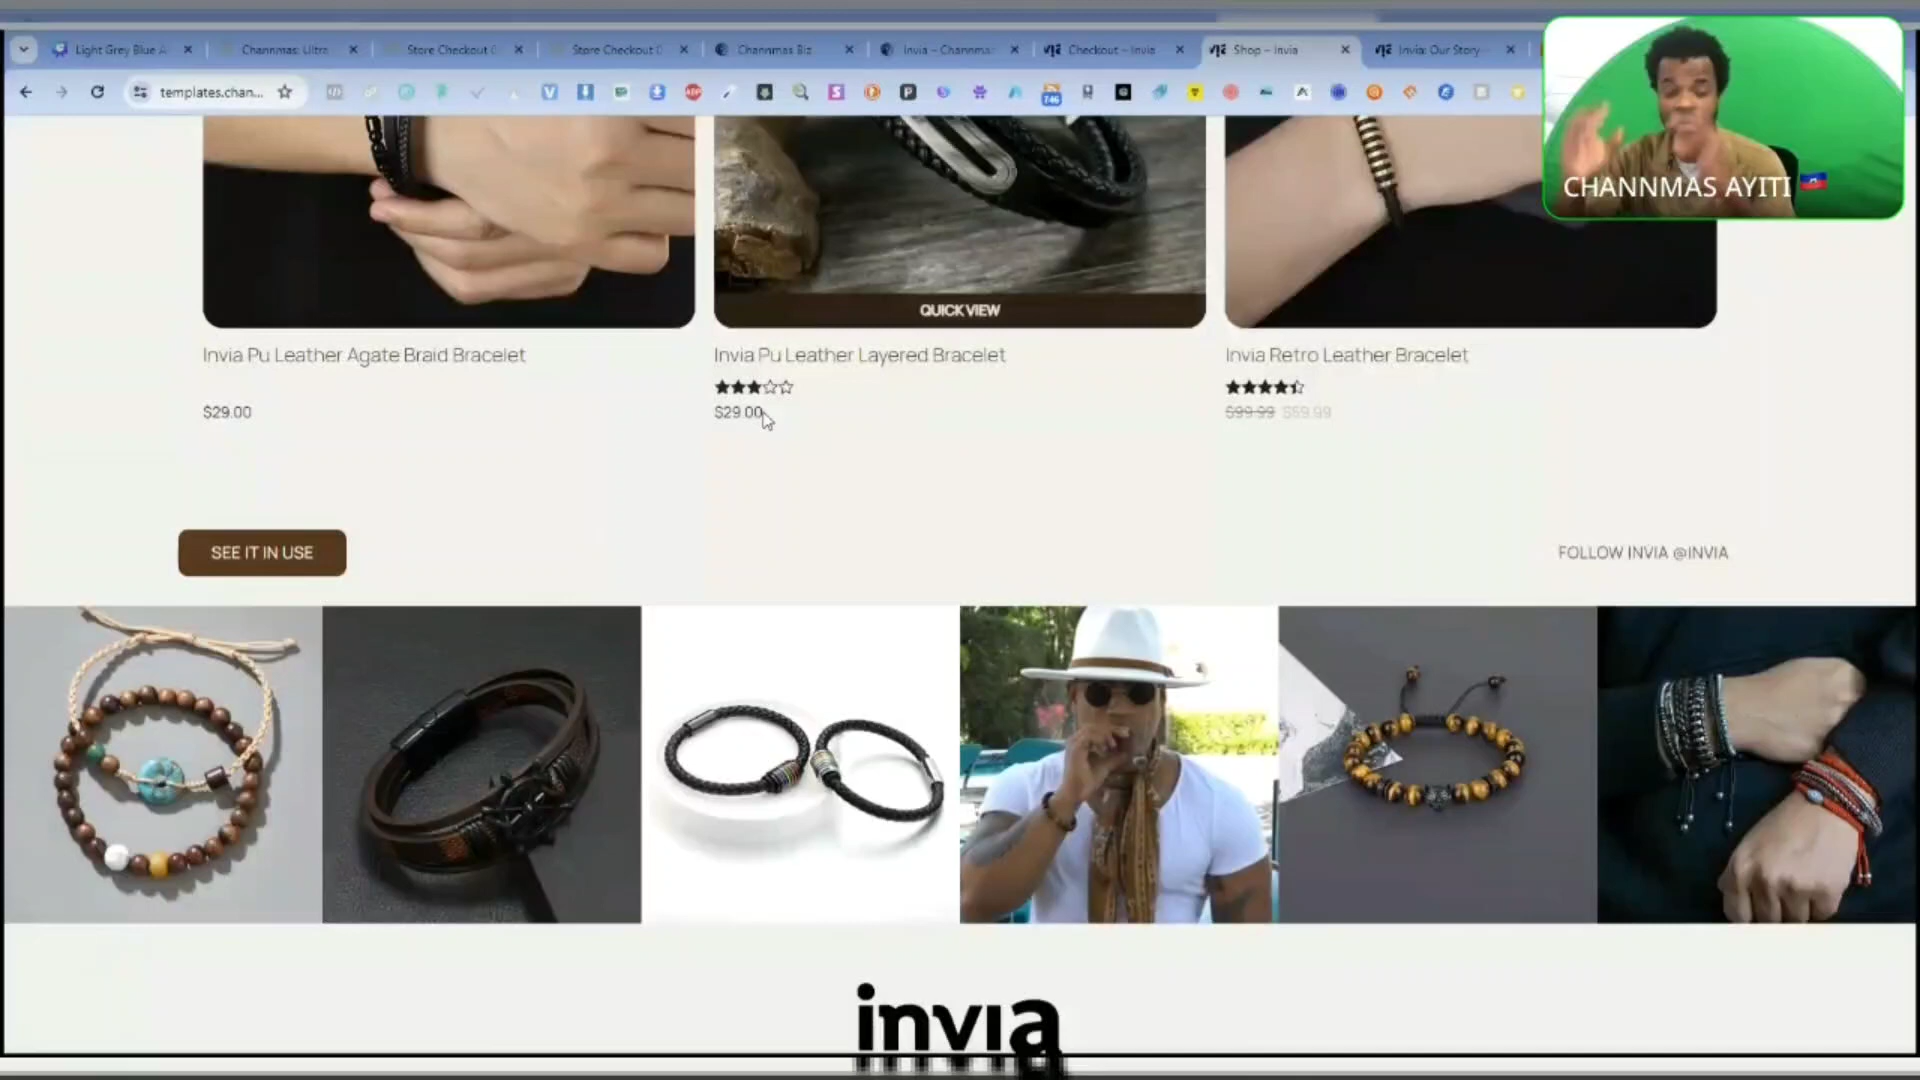 Light Grey Blue A
Channmas: Ultra
Store Checkout
Store Checkout
Channmas Biz
Invia – Channma
Checkout – Invia
Shop – Invia
Invia: Our Story
templates.chan...
746
CHANNMAS AYITI
QUICK VIEW
Invia Pu Leather Agate Braid Bracelet
Invia Pu Leather Layered Bracelet
Invia Retro Leather Bracelet
$29.00
$29.00
$99.99 $59.99
SEE IT IN USE
FOLLOW INVIA @INVIA
invia